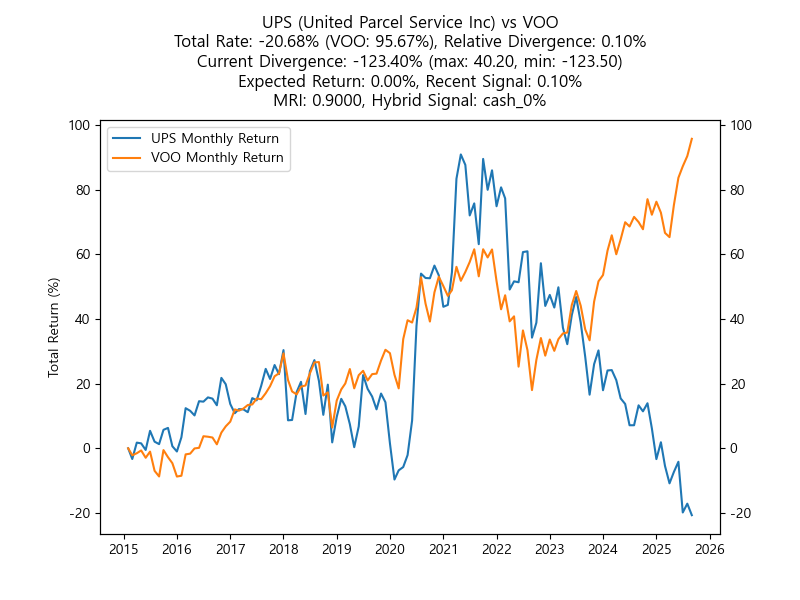 UPS (United Parcel Service Inc) vs VOO
Total Rate: -20.68% (VOO: 95.67%), Relative Divergence: 0.10%
Current Divergence: -123.40% (max: 40.20, min: -123.50)
Expected Return: 0.00%, Recent Signal: 0.10%
MRI: 0.9000, Hybrid Signal: cash_0%
UPS Monthly Return
VOO Monthly Return
Total Return (%)
100
80
60
40
20
0
-20
100
80
60
40
20
0
-20
2015 2016 2017 2018 2019 2020 2021 2022 2023 2024 2025 2026